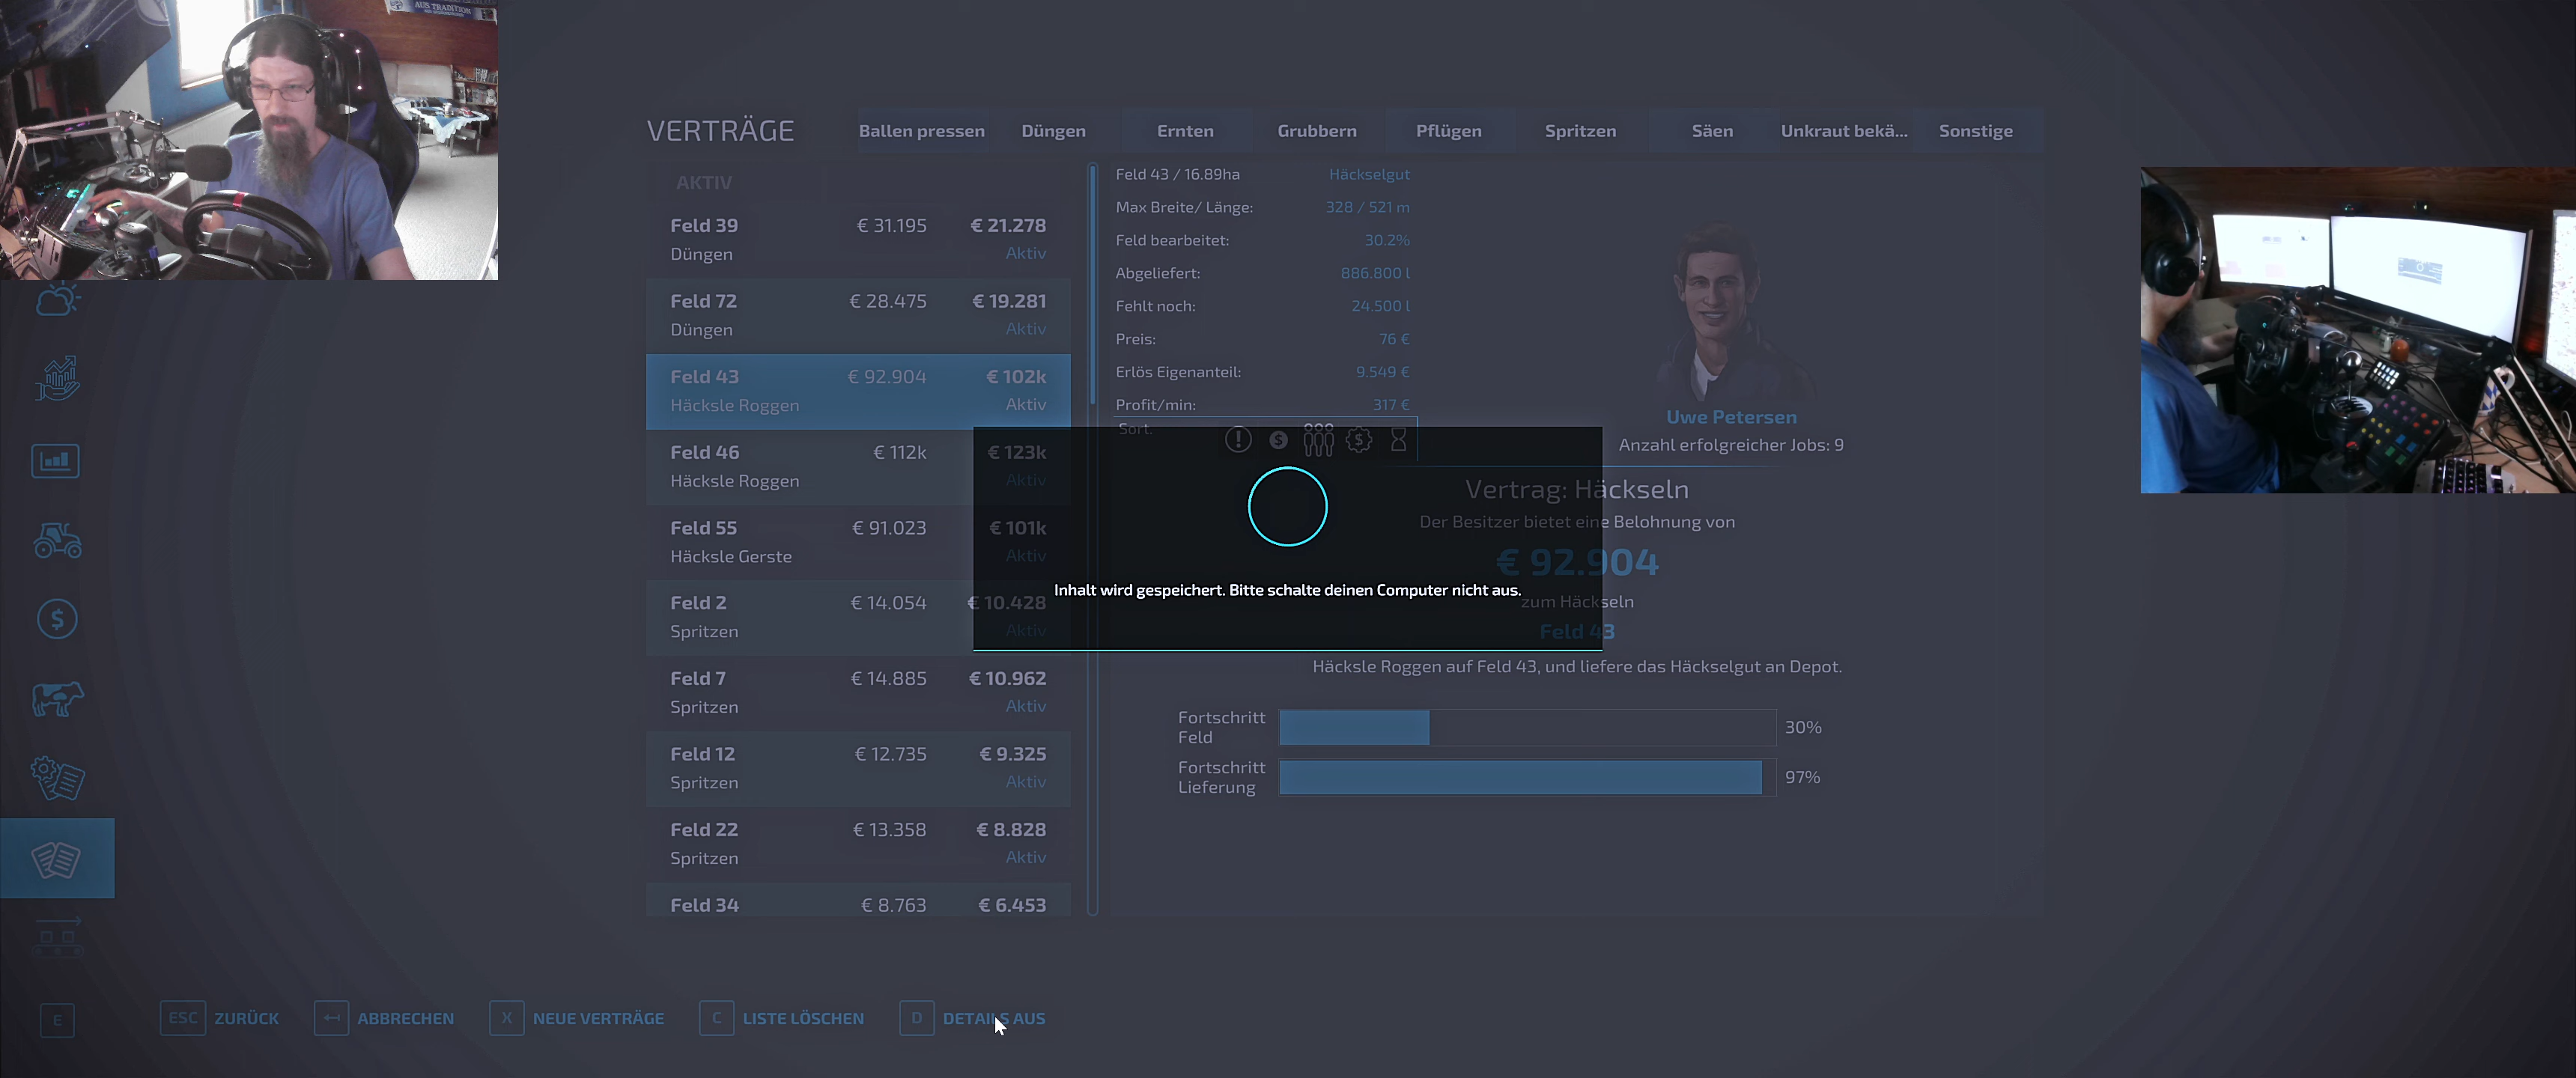 AUS TRADITION
VERTRÄGE
Ballen pressen
Düngen
Ernten
Grubbern
Pflügen
Spritzen
Säen
Unkraut bekä...
Sonstige
AKTIV
Feld 39 € 31.195 € 21.278
Düngen Aktiv
Feld 72 € 28.475 € 19.281
Düngen Aktiv
Feld 43 € 92.904 € 102k
Häcksle Roggen Aktiv
Feld 46 € 112k € 123k
Häcksle Roggen Aktiv
Feld 55 € 91.023 € 101k
Häcksle Gerste Aktiv
Feld 2 € 14.054 € 10.428
Spritzen Aktiv
Feld 7 € 14.885 € 10.962
Spritzen Aktiv
Feld 12 € 12.735 € 9.325
Spritzen Aktiv
Feld 22 € 13.358 € 8.828
Spritzen Aktiv
Feld 34 € 8.763 € 6.453
Feld 43 / 16.89ha Häckselgut
Max Breite/ Länge: 328 / 521 m
Feld bearbeitet: 30.2%
Abgeliefert: 886.800 l
Fehlt noch: 24.500 l
Preis: 76 €
Erlös Eigenanteil: 9.549 €
Profit/min: 317 €
Sort.
Uwe Petersen
Anzahl erfolgreicher Jobs: 9
Vertrag: Häckseln
Der Besitzer bietet eine Belohnung von
€ 92.904
zum Häckseln
Feld 43
Häcksle Roggen auf Feld 43, und liefere das Häckselgut an Depot.
Inhalt wird gespeichert. Bitte schalte deinen Computer nicht aus.
Fortschritt
Feld
30%
Fortschritt
Lieferung
97%
E
ESC ZURÜCK
ABBRECHEN
X NEUE VERTRÄGE
C LISTE LÖSCHEN
D DETAILS AUS